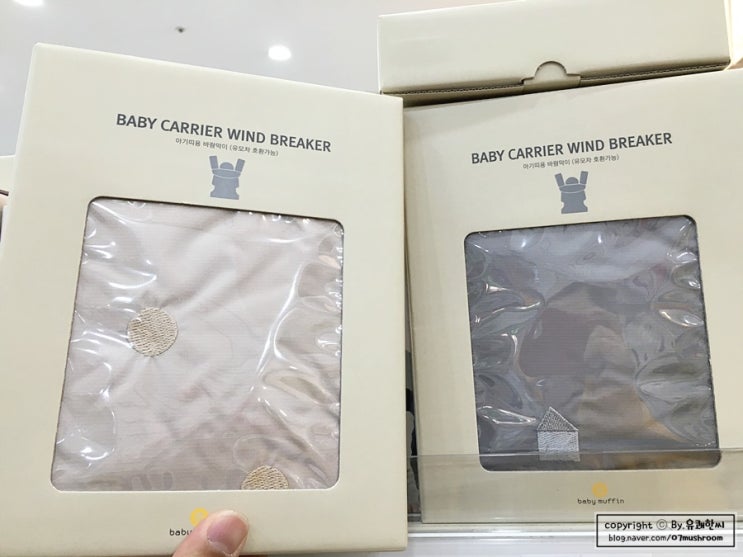 BABY CARRIER WIND BREAKER
아기띠용 바람막이 (유모차 호환가능)
baby
BABY CARRIER WIND BREAKER
아기띠용 바람막이 (유모차 호환가능)
baby muffin
copyright ⓒ By.유쾌한씨
blog.naver.com/07mushroom